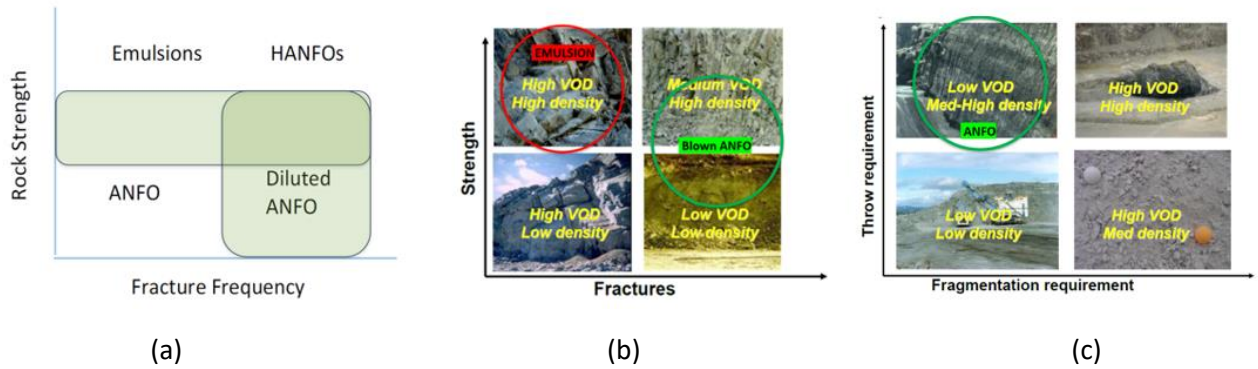 Rock Strength
Emulsions
HANFOs
ANFO
Diluted
ANFO
Fracture Frequency
(a)
Strength
EMULSION
High VOD
High density
Medium VOD
High density
Blown ANFO
High VOD
Low density
Low VOD
Low density
Fractures
(b)
Throw requirement
Low VOD
Med-High density
ANFO
High VOD
High density
Low VOD
Low density
High VOD
Med density
Fragmentation requirement
(c)